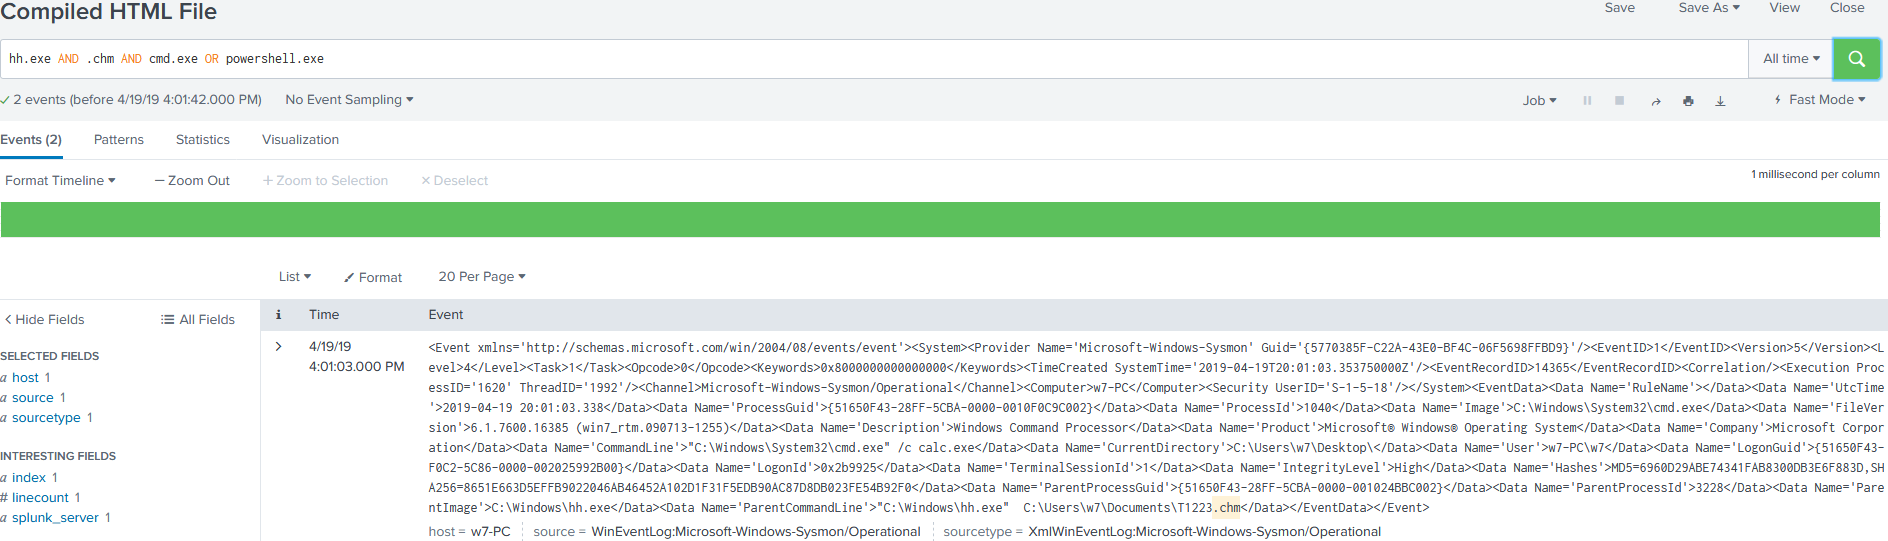 Compiled HTML File
Save Save As View Close
hh.exe AND .chm AND cmd.exe OR powershell.exe
All time
2 events (before 4/19/19 4:01:42.000 PM) No Event Sampling
Job Fast Mode
Events (2) Patterns Statistics Visualization
Format Timeline — Zoom Out + Zoom to Selection × Deselect
1 millisecond per column
List Format 20 Per Page
< Hide Fields All Fields
i Time Event
SELECTED FIELDS
a host 1
a source 1
a sourcetype 1
INTERESTING FIELDS
a index 1
# linecount 1
a splunk_server 1
> 4/19/19
4:01:03.000 PM
<Event xmlns='http://schemas.microsoft.com/win/2004/08/events/event'><System><Provider Name='Microsoft-Windows-Sysmon' Guid='{5770385F-C22A-43E0-BF4C-06F5698FFBD9}'/><EventID>1</EventID><Version>5</Version><L
evel>4</Level><Task>1</Task><Opcode>0</Opcode><Keywords>0x8000000000000000</Keywords><TimeCreated SystemTime='2019-04-19T20:01:03.353750000Z'/><EventRecordID>14365</EventRecordID><Correlation/><Execution Proc
essID='1620' ThreadID='1992'/><Channel>Microsoft-Windows-Sysmon/Operational</Channel><Computer>w7-PC</Computer><Security UserID='S-1-5-18'/></System><EventData><Data Name='RuleName'></Data><Data Name='UtcTime
'>2019-04-19 20:01:03.338</Data><Data Name='ProcessGuid'>{51650F43-28FF-5CBA-0000-0010F0C9C002}</Data><Data Name='ProcessId'>1040</Data><Data Name='Image'>C:\Windows\System32\cmd.exe</Data><Data Name='FileVer
sion'>6.1.7600.16385 (win7_rtm.090713-1255)</Data><Data Name='Description'>Windows Command Processor</Data><Data Name='Product'>Microsoft® Windows® Operating System</Data><Data Name='Company'>Microsoft Corpor
ation</Data><Data Name='CommandLine'>"C:\Windows\System32\cmd.exe" /c calc.exe</Data><Data Name='CurrentDirectory'>C:\Users\w7\Desktop\</Data><Data Name='User'>w7-PC\w7</Data><Data Name='LogonGuid'>{51650F43-
F0C2-5C86-0000-002025992B00}</Data><Data Name='LogonId'>0x2b9925</Data><Data Name='TerminalSessionId'>1</Data><Data Name='IntegrityLevel'>High</Data><Data Name='Hashes'>MD5=6960D29ABE74341FAB8300DB3E6F883D,SH
A256=8651E663D5EFFB9022046AB46452A102D1F31F5EDB90AC87D8DB023FE54B92F0</Data><Data Name='ParentProcessGuid'>{51650F43-28FF-5CBA-0000-001024BBC002}</Data><Data Name='ParentProcessId'>3228</Data><Data Name='Pare
ntImage'>C:\Windows\hh.exe</Data><Data Name='ParentCommandLine'>"C:\Windows\hh.exe"  C:\Users\w7\Documents\T1223.chm</Data></EventData></Event>
host = w7-PC source = WinEventLog:Microsoft-Windows-Sysmon/Operational sourcetype = XmlWinEventLog:Microsoft-Windows-Sysmon/Operational